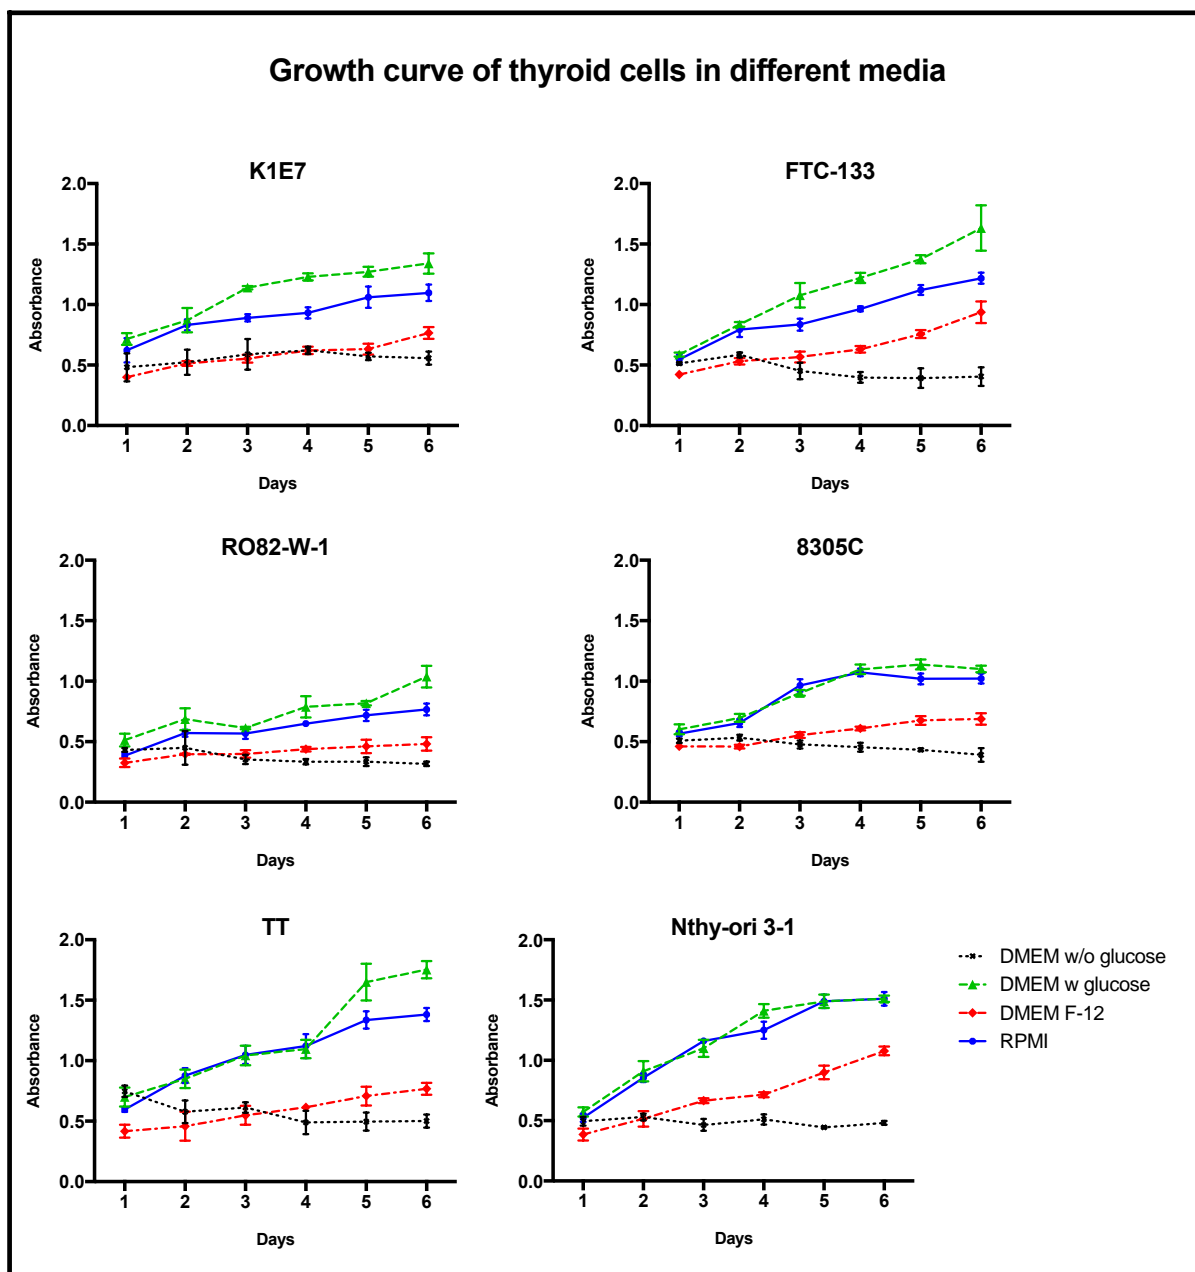 Growth curve of thyroid cells in different media
K1E7
2.0
1.5
1.0
0.5
0.0
Absorbance
1 2 3 4 5 6
Days
FTC-133
2.0
1.5
1.0
0.5
0.0
Absorbance
1 2 3 4 5 6
Days
RO82-W-1
2.0
1.5
1.0
0.5
0.0
Absorbance
1 2 3 4 5 6
Days
8305C
2.0
1.5
1.0
0.5
0.0
Absorbance
1 2 3 4 5 6
Days
TT
2.0
1.5
1.0
0.5
0.0
Absorbance
1 2 3 4 5 6
Days
Nthy-ori 3-1
2.0
1.5
1.0
0.5
0.0
Absorbance
1 2 3 4 5 6
Days
DMEM w/o glucose
DMEM w glucose
DMEM F-12
RPMI